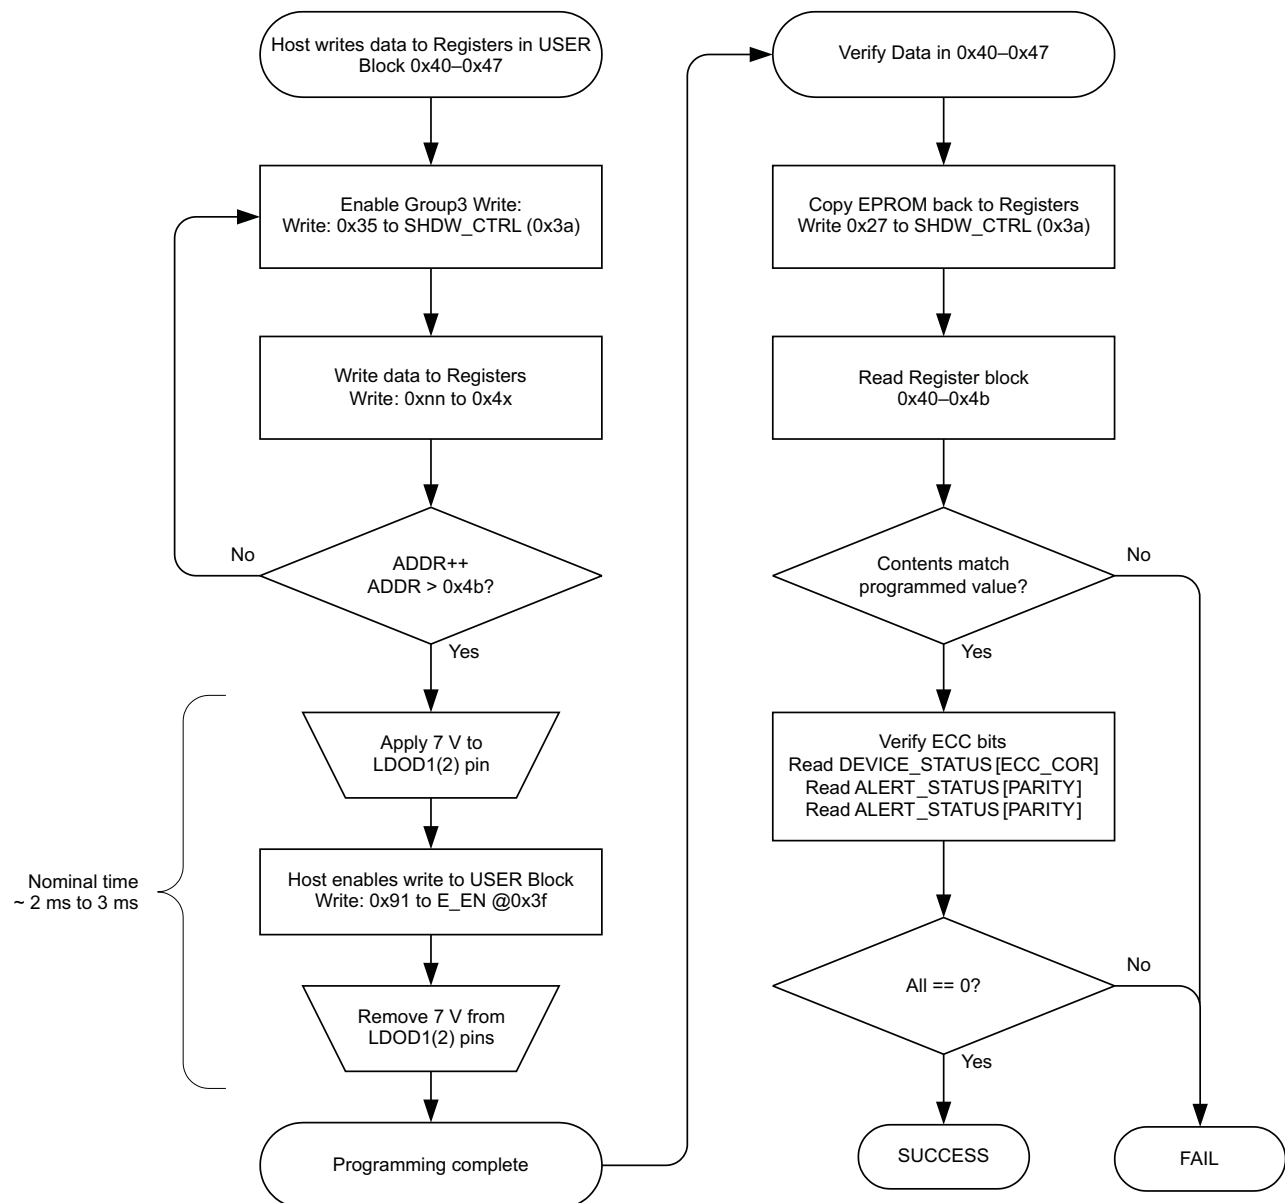 Host writes data to Registers in USER
Block 0x40–0x47
Enable Group3 Write:
Write: 0x35 to SHDW_CTRL (0x3a)
Write data to Registers
Write: 0xnn to 0x4x
No
ADDR++
ADDR > 0x4b?
Yes
Apply 7 V to
LDOD1(2) pin
Nominal time
~ 2 ms to 3 ms
Host enables write to USER Block
Write: 0x91 to E_EN @0x3f
Remove 7 V from
LDOD1(2) pins
Programming complete
Verify Data in 0x40–0x47
Copy EPROM back to Registers
Write 0x27 to SHDW_CTRL (0x3a)
Read Register block
0x40–0x4b
Contents match
programmed value?
No
Yes
Verify ECC bits
Read DEVICE_STATUS [ECC_COR]
Read ALERT_STATUS [PARITY]
Read ALERT_STATUS [PARITY]
All == 0?
No
Yes
SUCCESS
FAIL